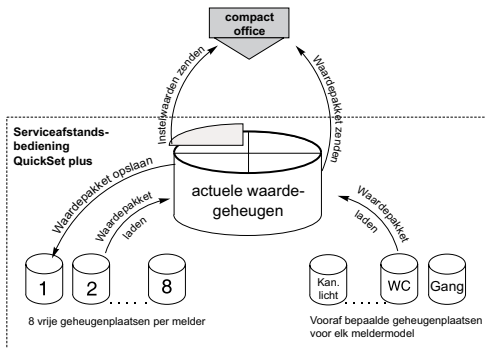 compact
office
Instelwaarden zenden
Waardepakket zenden
Serviceafstands-
bediening
QuickSet plus
Waardepakket opslaan
Waardepakket
laden
actuele waarde-
geheugen
Waardepakket
laden
1
2
8
Kan.
licht
WC
Gang
8 vrije geheugenplaatsen per melder
Vooraf bepaalde geheugenplaatsen
voor elk meldermodel